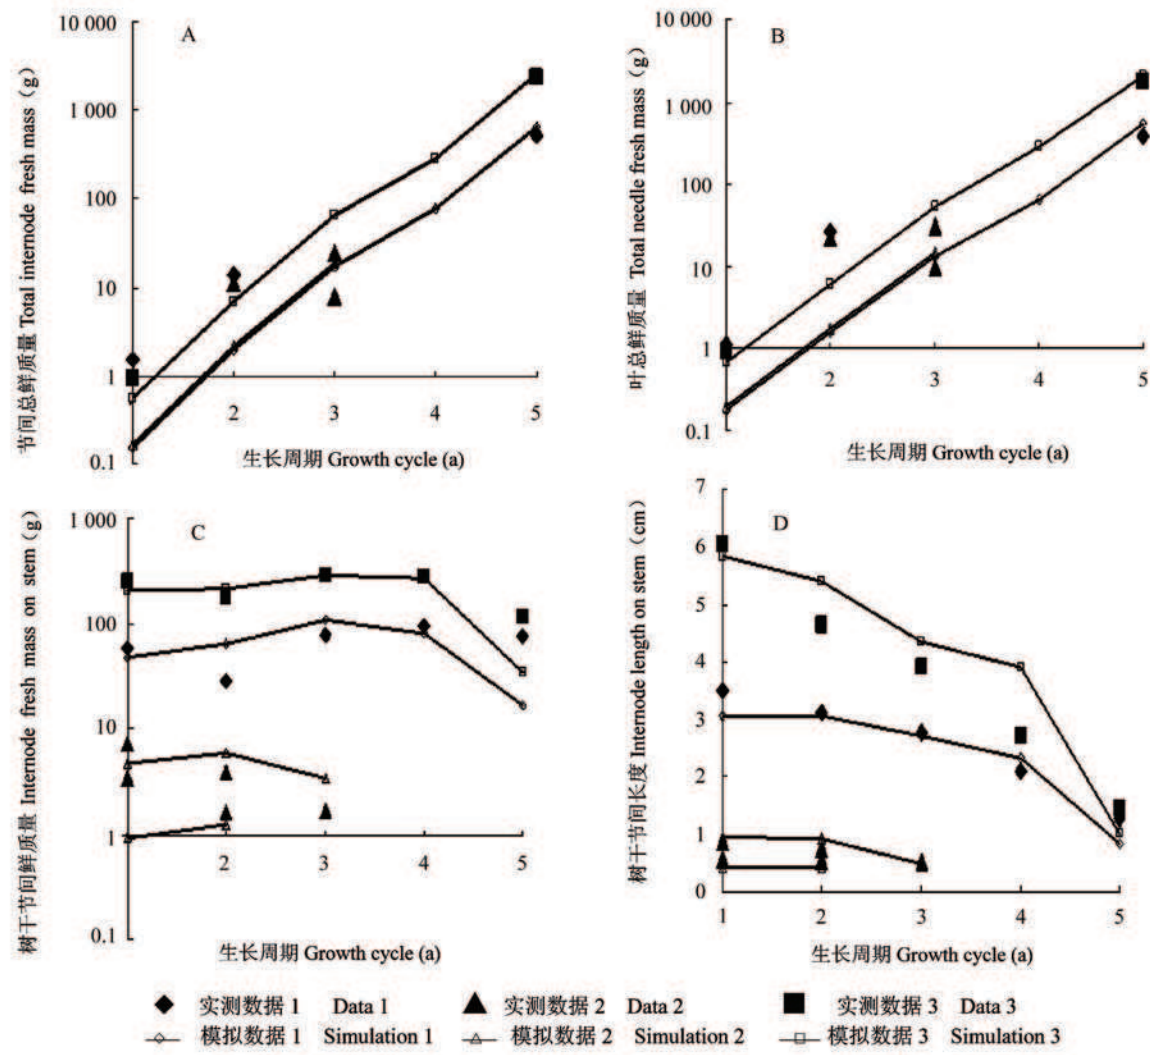 A
节间总鲜质量 Total internode fresh mass (g)
10 000
1 000
100
10
1
0.1
2 3 4 5
生长周期 Growth cycle (a)
B
叶总鲜质量 Total needle fresh mass (g)
10 000
1 000
100
10
1
0.1
2 3 4 5
生长周期 Growth cycle (a)
C
树干节间鲜质量 Internode fresh mass on stem (g)
1 000
100
10
1
0.1
2 3 4 5
生长周期 Growth cycle (a)
D
树干节间长度 Internode length on stem (cm)
7
6
5
4
3
2
1
0
1 2 3 4 5
生长周期 Growth cycle (a)
实测数据 1 Data 1 实测数据 2 Data 2 实测数据 3 Data 3
模拟数据 1 Simulation 1 模拟数据 2 Simulation 2 模拟数据 3 Simulation 3